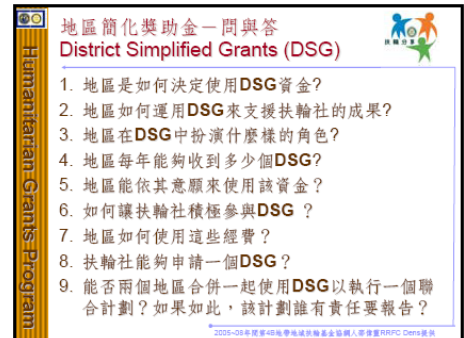 地區簡化獎助金－問與答
District Simplified Grants (DSG)
Humanitarian Grants Program
1. 地區是如何決定使用DSG資金?
2. 地區如何運用DSG來支援扶輪社的成果?
3. 地區在DSG中扮演什麼樣的角色?
4. 地區每年能夠收到多少個DSG?
5. 地區能依其意願來使用該資金？
6. 如何讓扶輪社積極參與DSG ？
7. 地區如何使用這些經費？
8. 扶輪社能夠申請一個DSG？
9. 能否兩個地區合併一起使用DSG以執行一個聯
合計劃？如果如此，該計劃誰有責任要報告？
RRFC Dens提供